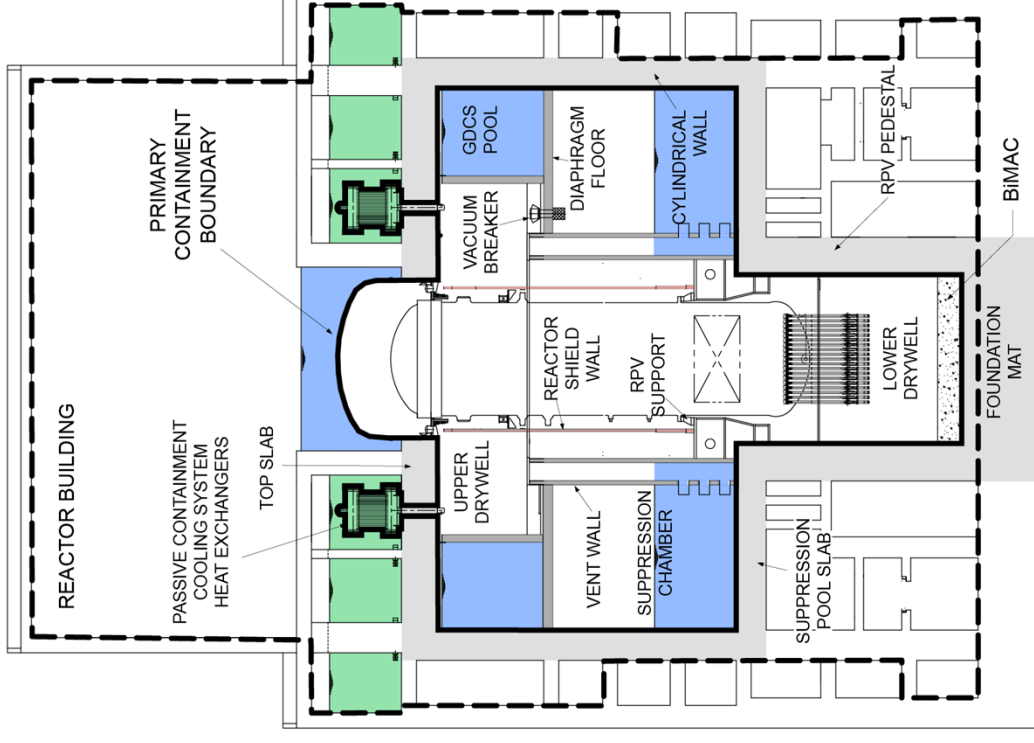 REACTOR BUILDING
PRIMARY
CONTAINMENT
BOUNDARY
PASSIVE CONTAINMENT
COOLING SYSTEM
HEAT EXCHANGERS
TOP SLAB
UPPER
DRYWELL
VACUUM
BREAKER
GDCS
POOL
VENT WALL
REACTOR
SHIELD
WALL
DIAPHRAGM
FLOOR
SUPPRESSION
CHAMBER
RPV
SUPPORT
CYLINDRICAL
WALL
SUPPRESSION
POOL SLAB
LOWER
DRYWELL
RPV PEDESTAL
FOUNDATION
MAT
BiMAC